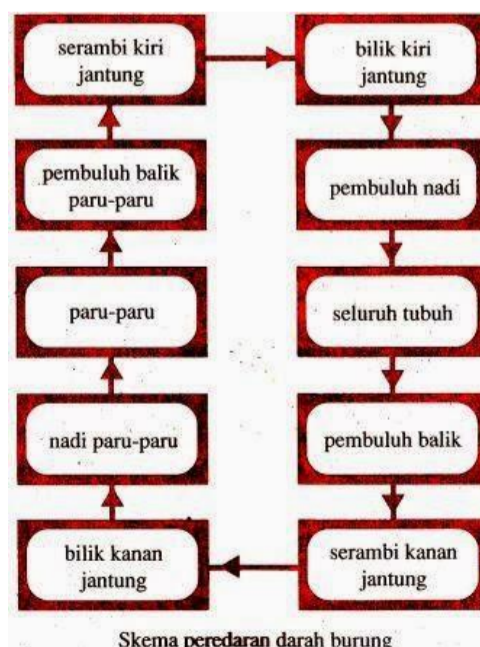 serambi kiri
jantung
bilik kiri
jantung
pembuluh balik
paru-paru
pembuluh nadi
paru-paru
seluruh tubuh
nadi paru-paru
pembuluh balik
bilik kanan
jantung
serambi kanan
jantung
Skema peredaran darah burung